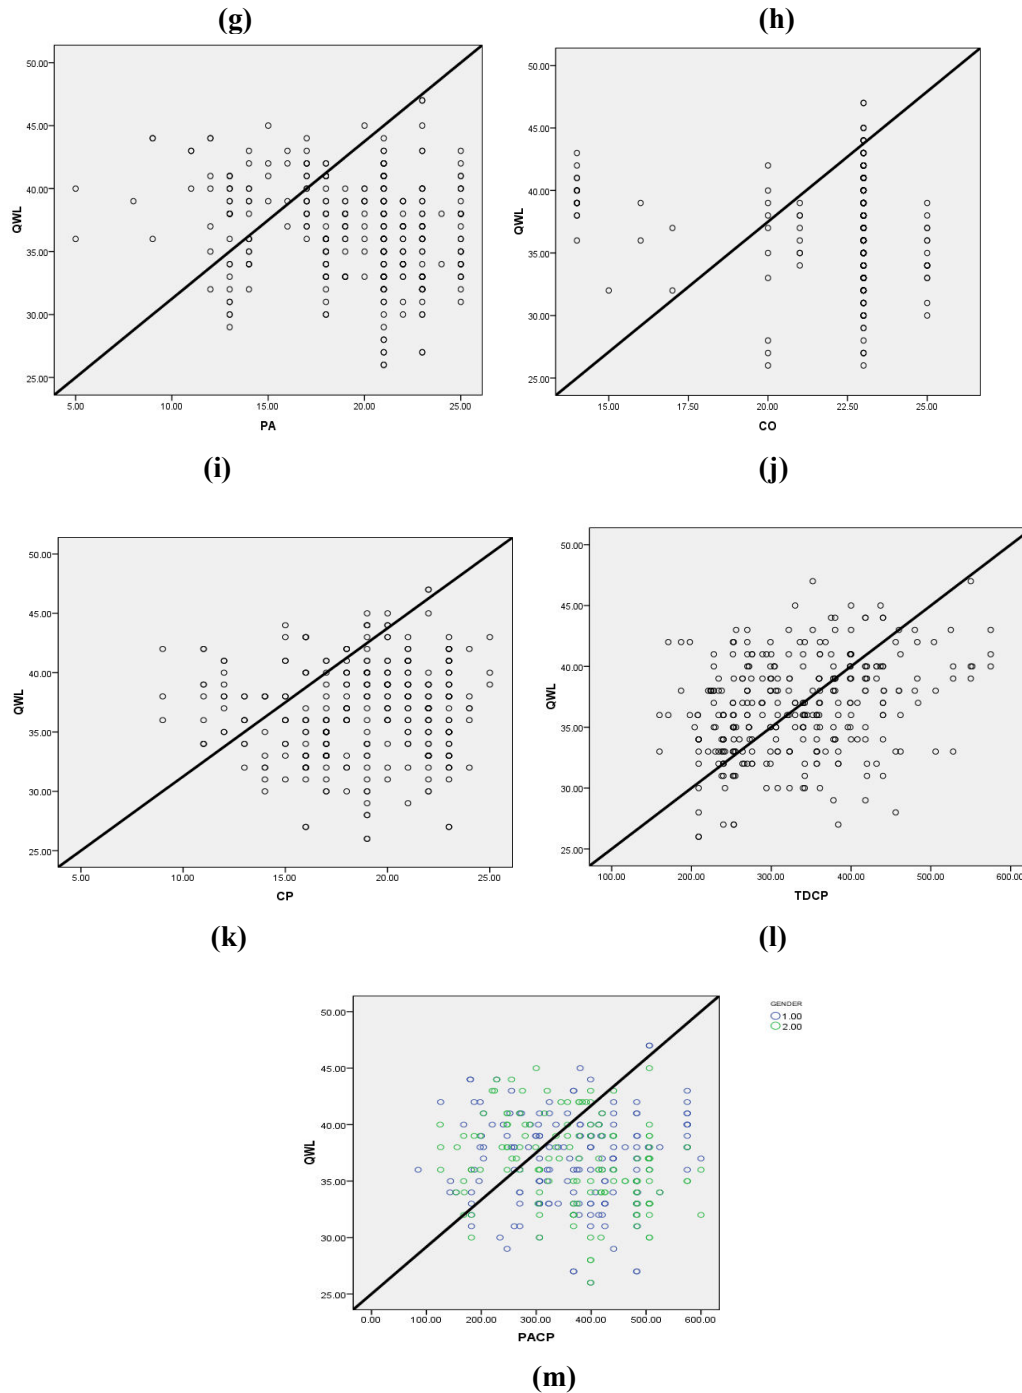 (g)
(h)
50.00
45.00
40.00
35.00
30.00
25.00
QWL
5.00 10.00 15.00 20.00 25.00
PA
50.00
45.00
40.00
35.00
30.00
25.00
QWL
15.00 17.50 20.00 22.50 25.00
CO
(i)
(j)
50.00
45.00
40.00
35.00
30.00
25.00
QWL
5.00 10.00 15.00 20.00 25.00
CP
50.00
45.00
40.00
35.00
30.00
25.00
QWL
100.00 200.00 300.00 400.00 500.00 600.00
TDCP
(k)
(l)
50.00
45.00
40.00
35.00
30.00
25.00
QWL
0.00 100.00 200.00 300.00 400.00 500.00 600.00
PACP
GENDER
1.00
2.00
(m)